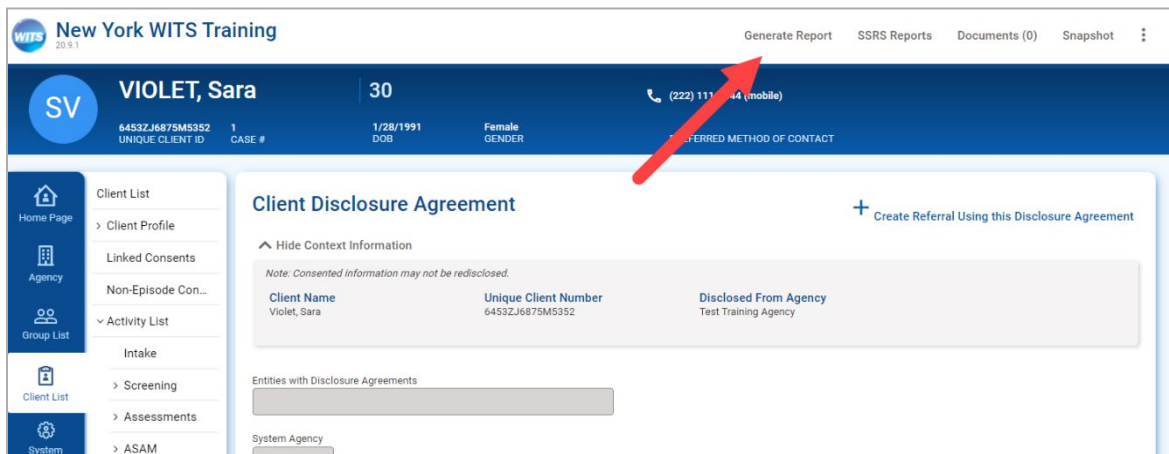 WITS New York WITS Training
20.9.1
Generate Report SSRS Reports Documents (0) Snapshot
SV VIOLET, Sara 30 (222) 111 44 (mobile)
6453ZJ6875M5352 1 1/28/1991 Female
UNIQUE CLIENT ID CASE # DOB GENDER METHOD OF CONTACT
Home Page
Agency
Group List
Client List
System
Client List
> Client Profile
Linked Consents
Non-Episode Con...
Activity List
Intake
> Screening
> Assessments
> ASAM
Client Disclosure Agreement
+ Create Referral Using this Disclosure Agreement
Hide Context Information
Note: Consented information may not be redisclosed.
Client Name Unique Client Number Disclosed From Agency
Violet, Sara 6453ZJ6875M5352 Test Training Agency
Entities with Disclosure Agreements
System Agency